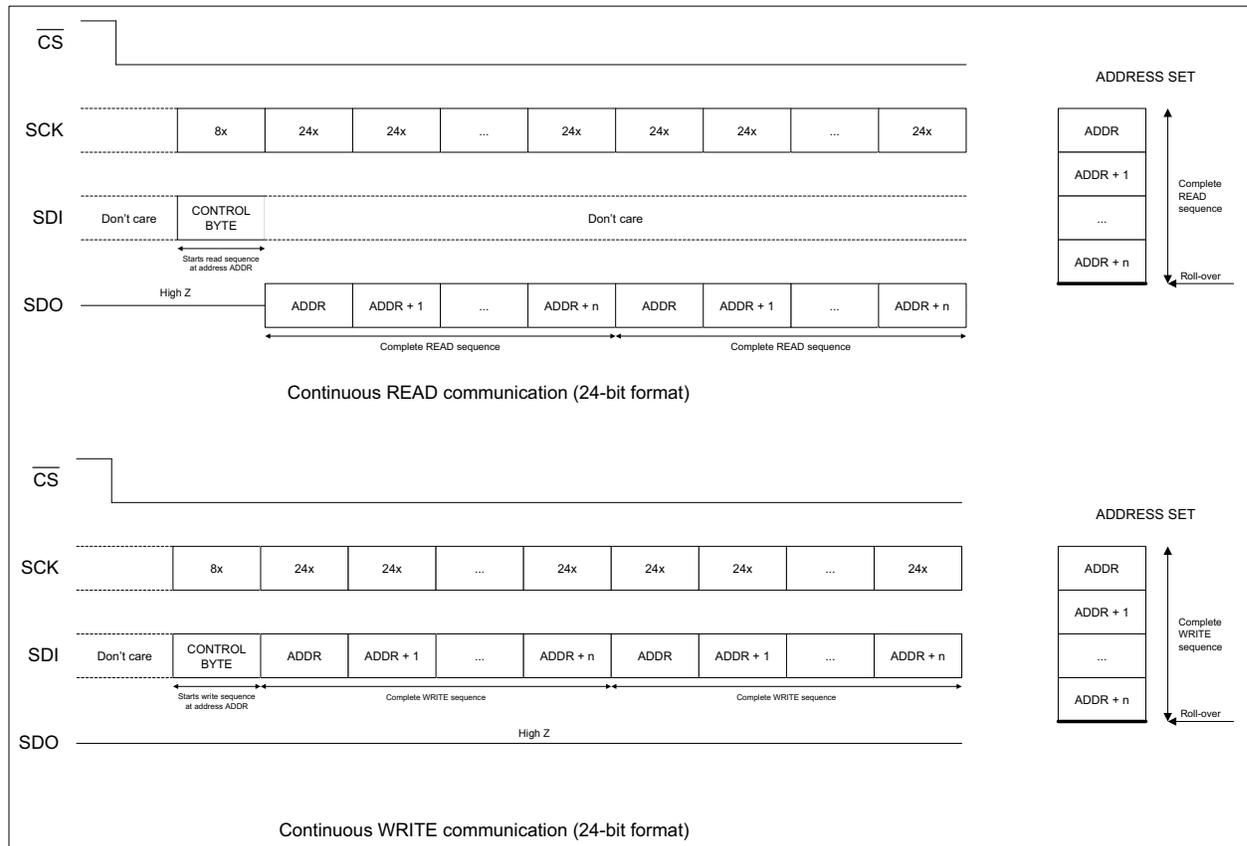 CS
ADDRESS SET
SCK
8x 24x 24x ... 24x 24x 24x ... 24x
ADDR
ADDR + 1
...
ADDR + n
Complete
READ
sequence
Roll-over
SDI
Don't care
CONTROL
BYTE
Don't care
Starts read sequence
at address ADDR
SDO
High Z
ADDR ADDR + 1 ... ADDR + n ADDR ADDR + 1 ... ADDR + n
Complete READ sequence Complete READ sequence
Continuous READ communication (24-bit format)
CS
ADDRESS SET
SCK
8x 24x 24x ... 24x 24x 24x ... 24x
ADDR
ADDR + 1
...
ADDR + n
Complete
WRITE
sequence
Roll-over
SDI
Don't care
CONTROL
BYTE
ADDR ADDR + 1 ... ADDR + n ADDR ADDR + 1 ... ADDR + n
Starts write sequence
at address ADDR
Complete WRITE sequence Complete WRITE sequence
SDO
High Z
Continuous WRITE communication (24-bit format)